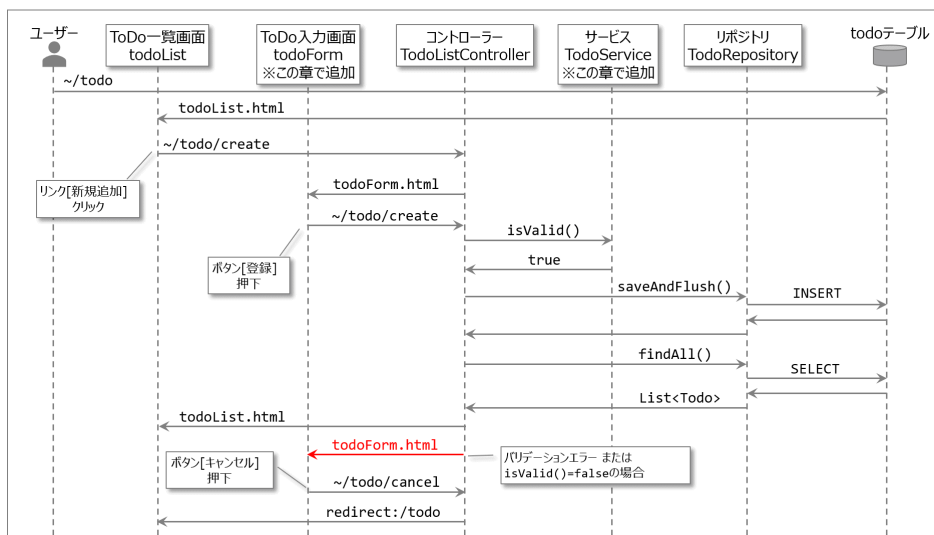 ユーザー
ToDo一覧画面
todoList
ToDo入力画面
todoForm
※この章で追加
コントローラー
TodoListController
サービス
TodoService
※この章で追加
リポジトリ
TodoRepository
todoテーブル
~/todo
todoList.html
~/todo/create
リンク[新規追加]
クリック
todoForm.html
~/todo/create
isValid()
ボタン[登録]
押下
true
saveAndFlush()
INSERT
findAll()
SELECT
List<Todo>
todoList.html
todoForm.html
バリデーションエラー または
isValid()=falseの場合
ボタン[キャンセル]
押下
~/todo/cancel
redirect:/todo